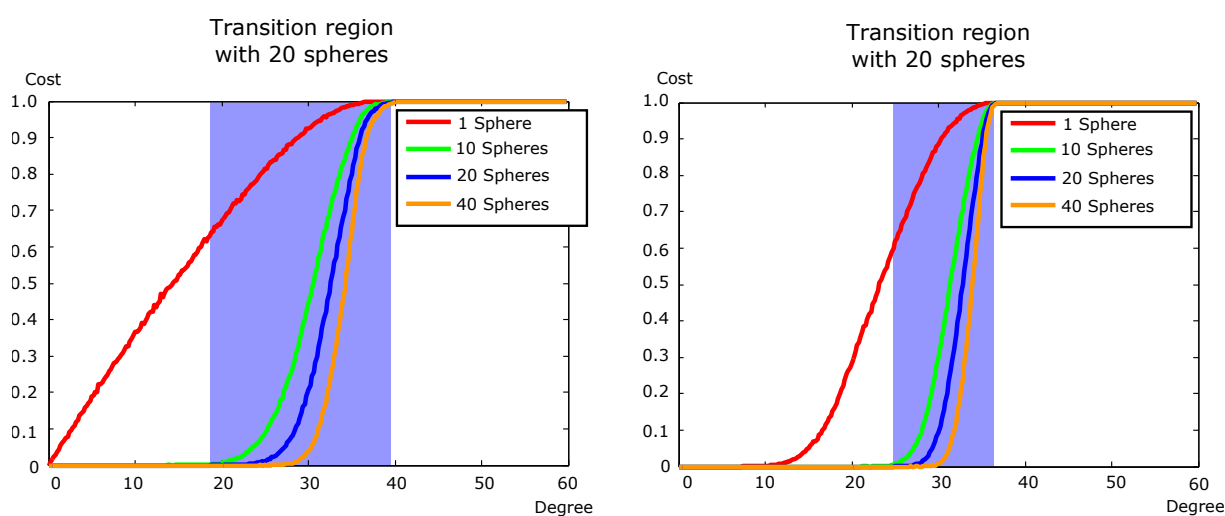 Transition region
with 20 spheres
Cost
1.0
0.9
0.8
0.7
0.6
0.5
0.4
0.3
0.2
0.1
0
0 10 20 30 40 50 60
Degree
1 Sphere
10 Spheres
20 Spheres
40 Spheres
Transition region
with 20 spheres
Cost
1.0
0.9
0.8
0.7
0.6
0.5
0.4
0.3
0.2
0.1
0
0 10 20 30 40 50 60
Degree
1 Sphere
10 Spheres
20 Spheres
40 Spheres